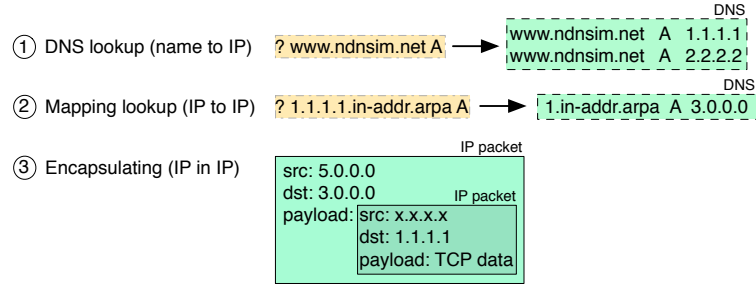 DNS
① DNS lookup (name to IP) ? www.ndnsim.net A www.ndnsim.net A 1.1.1.1
www.ndnsim.net A 2.2.2.2
DNS
② Mapping lookup (IP to IP) ? 1.1.1.1.in-addr.arpa A 1.in-addr.arpa A 3.0.0.0
IP packet
③ Encapsulating (IP in IP)
src: 5.0.0.0
dst: 3.0.0.0
IP packet
payload: src: x.x.x.x
dst: 1.1.1.1
payload: TCP data